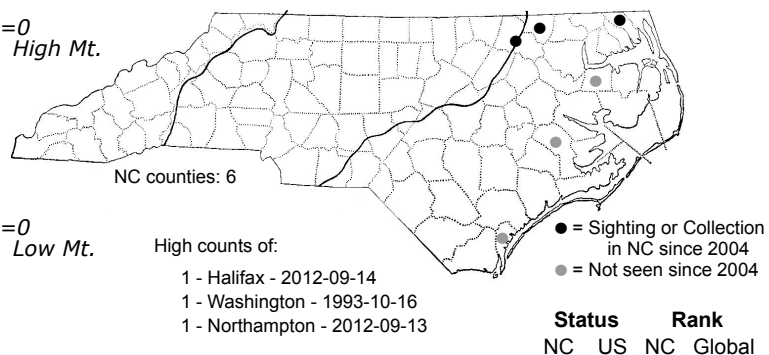 =0
High Mt.
NC counties: 6
=0
Low Mt.
High counts of:
1 - Halifax - 2012-09-14
1 - Washington - 1993-10-16
1 - Northampton - 2012-09-13
= Sighting or Collection
in NC since 2004
= Not seen since 2004
Status Rank
NC US NC Global